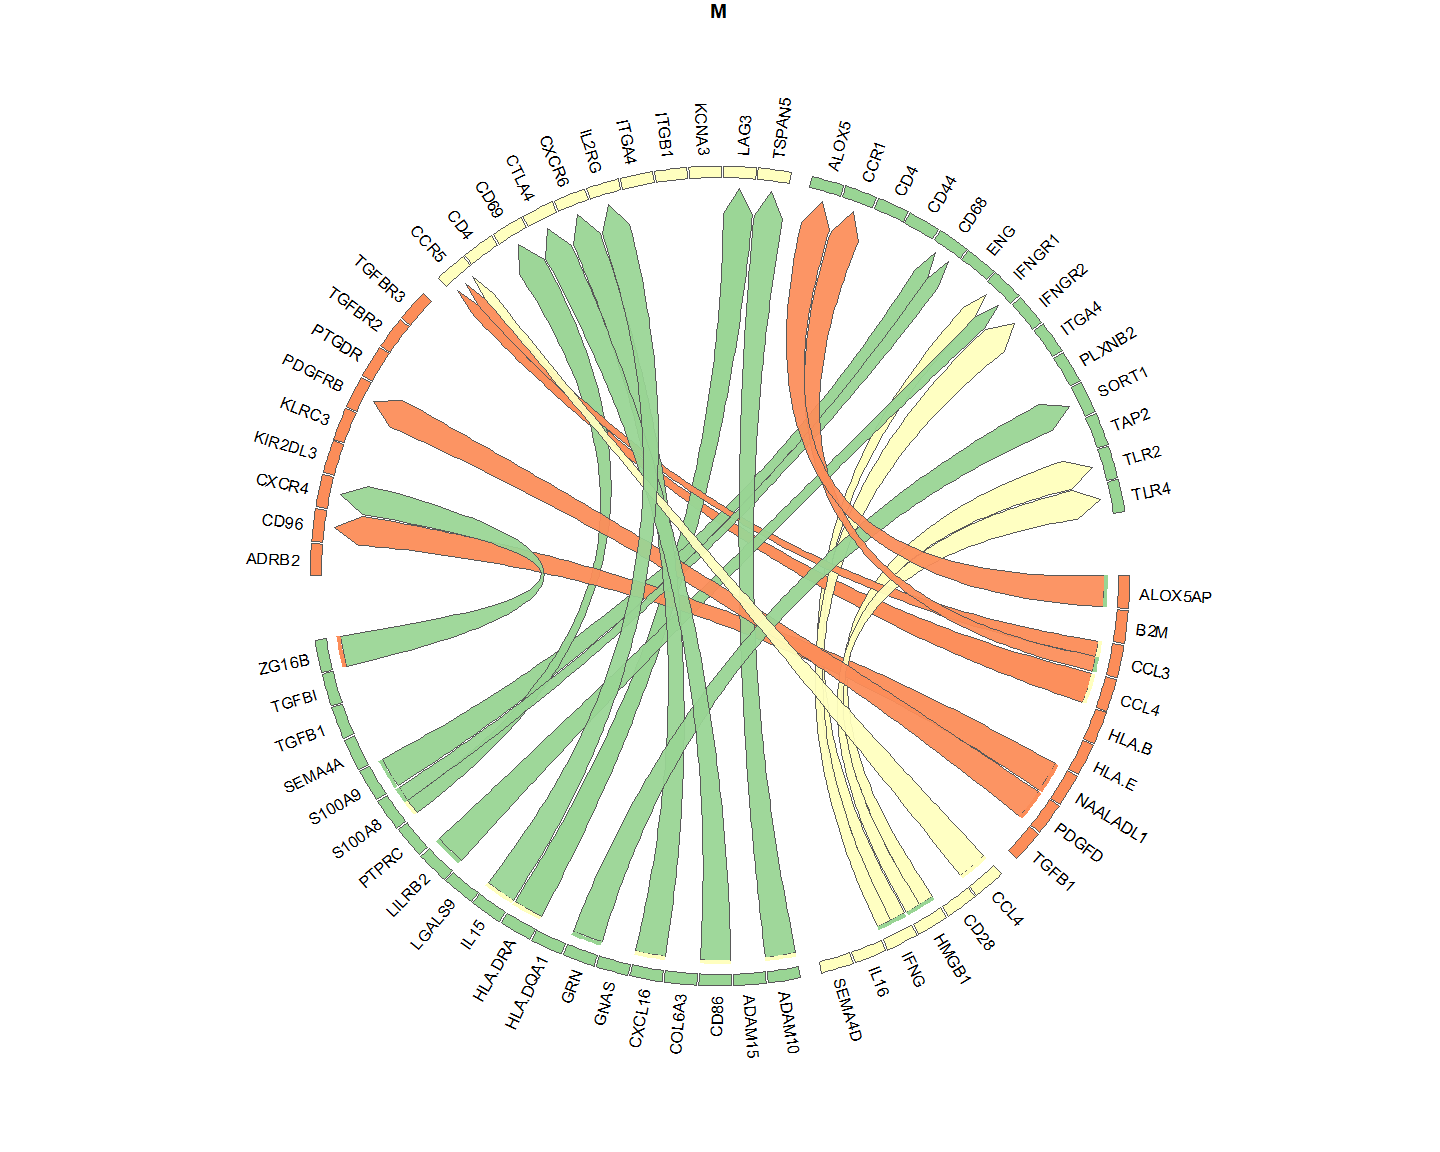 M
ALOX5
CCR1
CD4
CD44
CD68
ENG
IFNGR1
IFNGR2
ITGA4
PLXNB2
SORT1
TAP2
TLR2
TLR4
ALOX5AP
B2M
CCL3
CCL4
HLA.B
HLA.E
NAALADL1
PDGFD
TGFB1
CCL4
CD28
HMGB1
IFNG
IL16
SEMA4D
ADAM10
ADAM15
CD86
COL6A3
CXCL16
GNAS
GRN
HLA.DQA1
HLA.DRA
IL15
LGALS9
LILRB2
PTPRC
S100A8
S100A9
SEMA4A
TGFB1
TGFBI
ZG16B
ADRB2
CD96
CXCR4
KIR2DL3
KLRC3
PDGFRB
PTGDR
TGFBR2
TGFBR3
CCR5
CD4
CD69
CTLA4
CXCR6
IL2RG
ITGA4
ITGB1
KCNA3
LAG3
TSPAN5